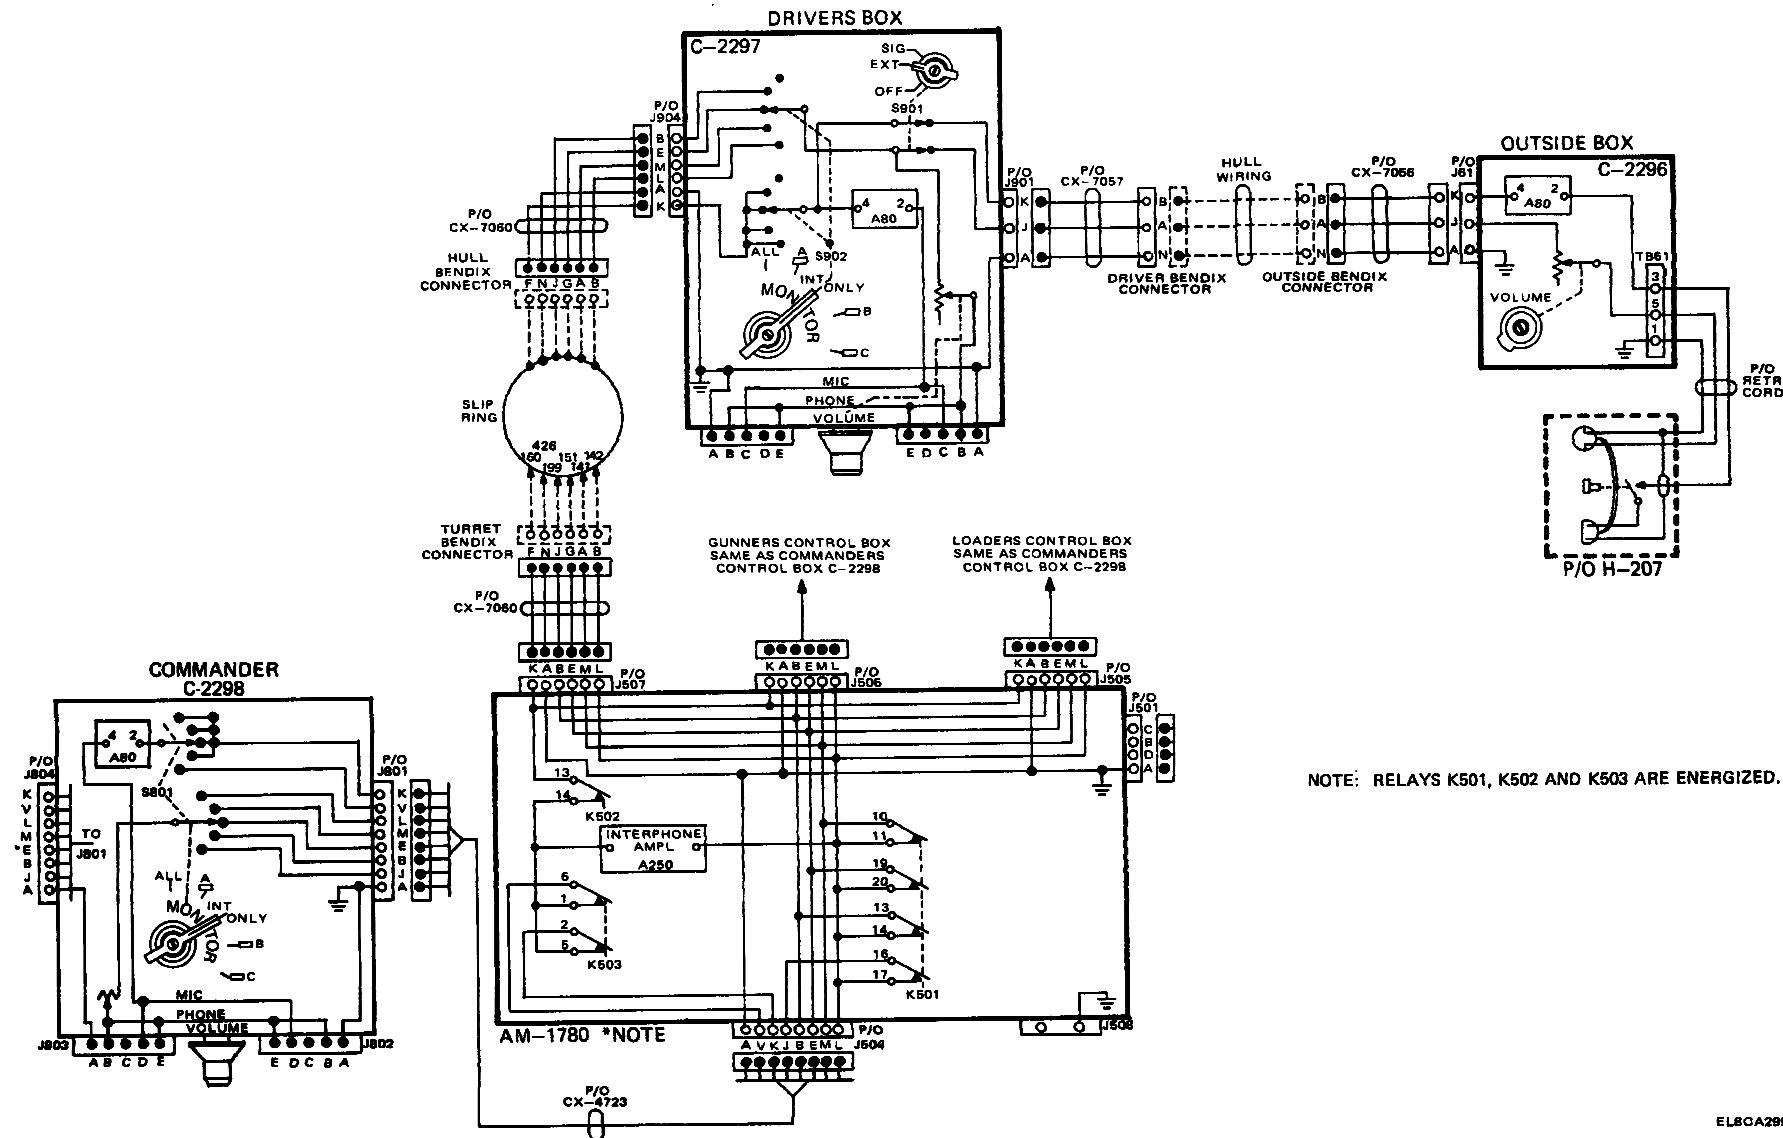 DRIVERS BOX
C-2297
SIG
EXT
OFF
S901
P/O
J904
B
E
M
L
A
K
4 2
A80
ALL
A
S902
INT
ONLY
MONITOR
B
C
MIC
PHONE
VOLUME
A B C D E
E D C B A
P/O
J901
K
J
A
P/O
CX-7057
B
A
N
DRIVER BENDIX
CONNECTOR
HULL
WIRING
OUTSIDE BENDIX
CONNECTOR
B
A
N
P/O
CX-7056
P/O
J61
K
J
A
OUTSIDE BOX
C-2296
4 2
A80
TB61
3
5
1
VOLUME
P/O
RETR
CORD
P/O H-207
P/O
CX-7060
HULL
BENDIX
CONNECTOR
F N J G A B
SLIP
RING
426
160
199
151
141
142
TURRET
BENDIX
CONNECTOR
F N J G A B
P/O
CX-7060
K A B E M L
P/O
J507
GUNNERS CONTROL BOX
SAME AS COMMANDERS
CONTROL BOX C-2298
K A B E M L
P/O
J506
LOADERS CONTROL BOX
SAME AS COMMANDERS
CONTROL BOX C-2298
K A B E M L
P/O
J505
P/O
J501
C
B
D
A
NOTE: RELAYS K501, K502 AND K503 ARE ENERGIZED.
COMMANDER
C-2298
4 2
A80
S801
P/O
J804
K
V
L
M
E
B
J
A
TO
J801
P/O
J801
K
V
L
M
E
B
J
A
ALL
A
INT
ONLY
MONITOR
B
C
MIC
PHONE
VOLUME
J803
A B C D E
E D C B A
J802
13
14
K502
INTERPHONE
AMPL
A250
6
1
2
5
K503
10
11
19
20
13
14
16
17
K501
AM-1780 *NOTE
A V K J B E M L
P/O
J504
J508
P/O
CX-4723